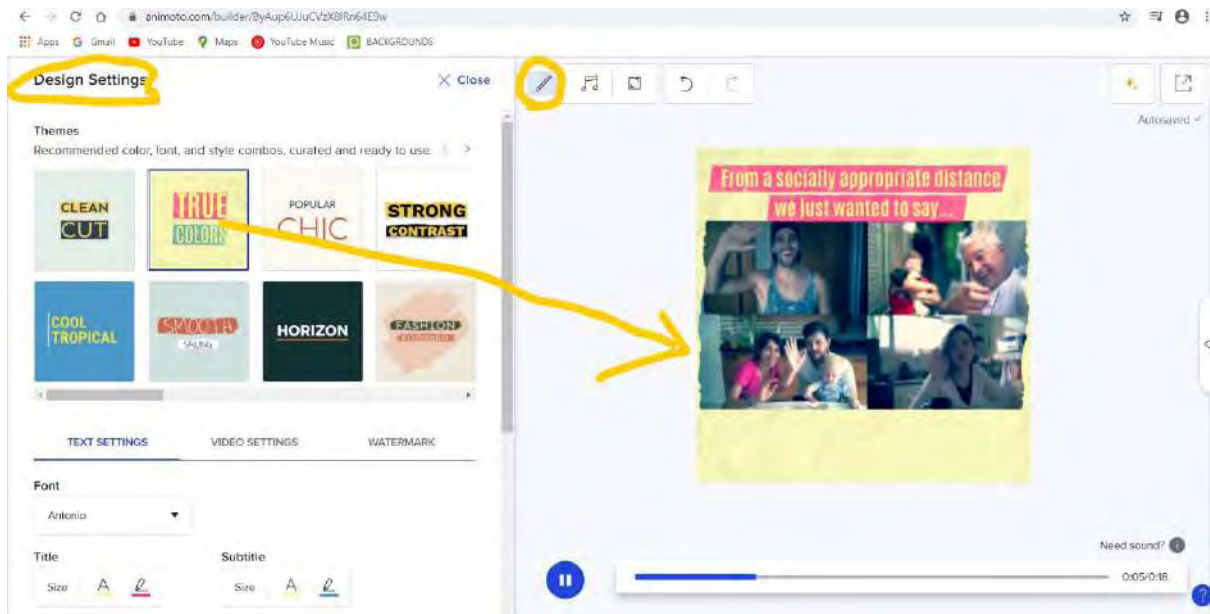 animoto.com/builder/ByAup6UJuCVzXBlRn64E9w
Apps Gmail YouTube Maps YouTube Music BACKGROUNDS
Design Settings
Close
Autosaved
Themes
Recommended color, font, and style combos, curated and ready to use.
CLEAN
CUT
TRUE
COLORS
POPULAR
CHIC
STRONG
CONTRAST
COOL
TROPICAL
SMOOTH
SAILING
HORIZON
FASHION
FORWARD
From a socially appropriate distance
we just wanted to say....
TEXT SETTINGS VIDEO SETTINGS WATERMARK
Font
Antonio
Title Subtitle
Size A Size A
Need sound?
0:05/0:18